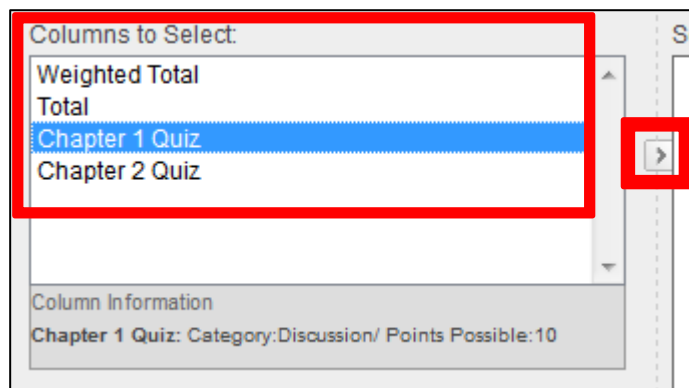 Columns to Select:
S
Weighted Total
Total
Chapter 1 Quiz
Chapter 2 Quiz
Column Information
Chapter 1 Quiz: Category:Discussion/ Points Possible:10